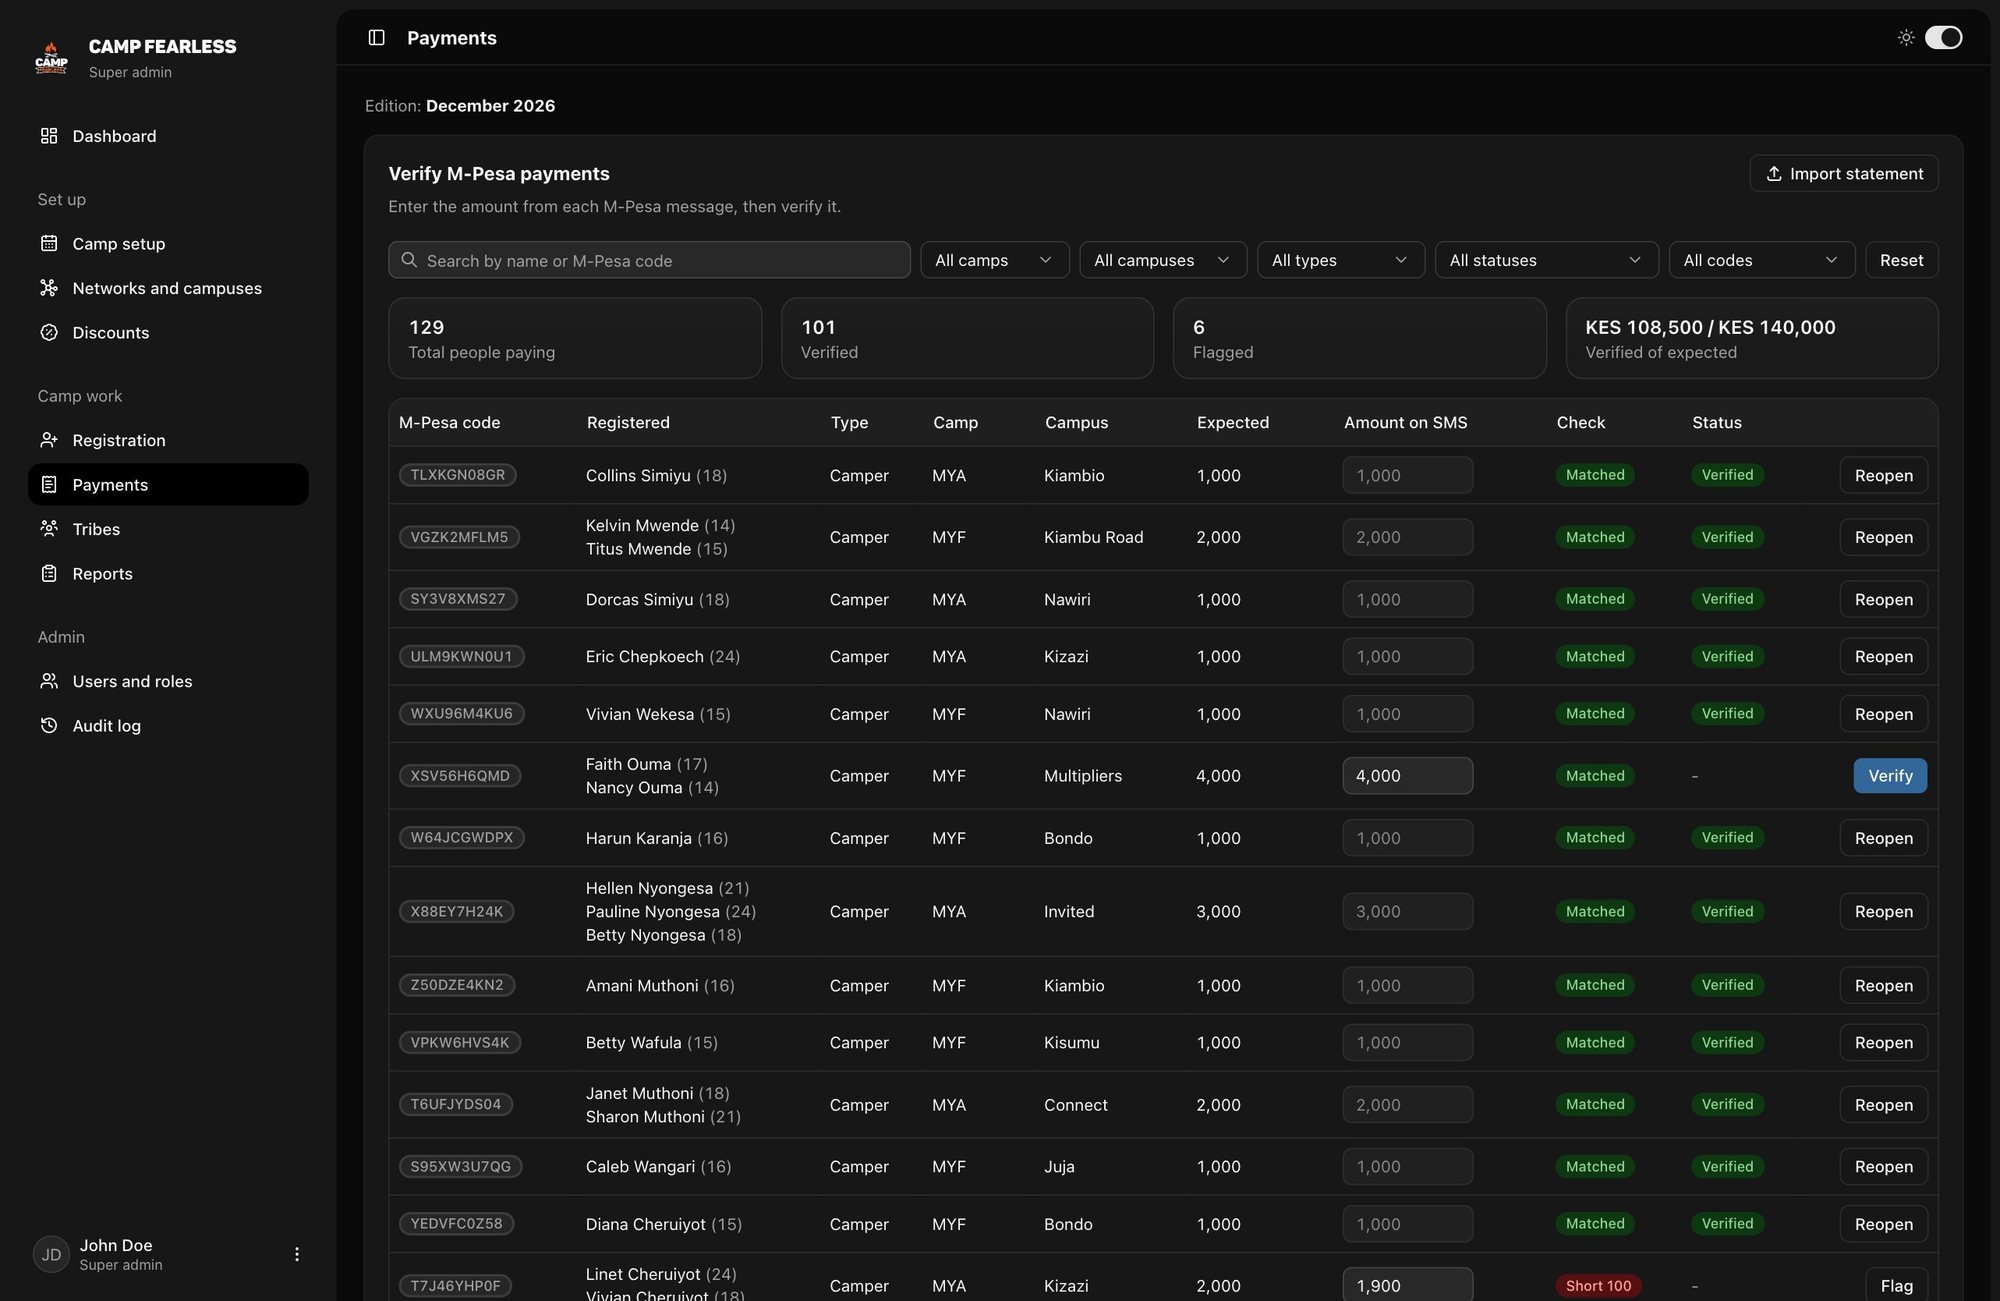 CAMP
FEARLESS
CAMP FEARLESS
Super admin
Dashboard
Set up
Camp setup
Networks and campuses
Discounts
Camp work
Registration
Payments
Tribes
Reports
Admin
Users and roles
Audit log
JD
John Doe
Super admin
Payments
Edition: December 2026
Verify M-Pesa payments
Import statement
Enter the amount from each M-Pesa message, then verify it.
Search by name or M-Pesa code
All camps
All campuses
All types
All statuses
All codes
Reset
129
Total people paying
101
Verified
6
Flagged
KES 108,500 / KES 140,000
Verified of expected
M-Pesa code Registered Type Camp Campus Expected Amount on SMS Check Status
TLXKGN08GR Collins Simiyu (18) Camper MYA Kiambio 1,000 1,000 Matched Verified Reopen
VGZK2MFLM5 Kelvin Mwende (14) Camper MYF Kiambu Road 2,000 2,000 Matched Verified Reopen
Titus Mwende (15)
SY3V8XMS27 Dorcas Simiyu (18) Camper MYA Nawiri 1,000 1,000 Matched Verified Reopen
ULM9KWN0U1 Eric Chepkoech (24) Camper MYA Kizazi 1,000 1,000 Matched Verified Reopen
WXU96M4KU6 Vivian Wekesa (15) Camper MYF Nawiri 1,000 1,000 Matched Verified Reopen
XSV56H6QMD Faith Ouma (17) Camper MYF Multipliers 4,000 4,000 Matched - Verify
Nancy Ouma (14)
W64JCGWDPX Harun Karanja (16) Camper MYF Bondo 1,000 1,000 Matched Verified Reopen
X88EY7H24K Hellen Nyongesa (21) Camper MYA Invited 3,000 3,000 Matched Verified Reopen
Pauline Nyongesa (24)
Betty Nyongesa (18)
Z50DZE4KN2 Amani Muthoni (16) Camper MYF Kiambio 1,000 1,000 Matched Verified Reopen
VPKW6HVS4K Betty Wafula (15) Camper MYF Kisumu 1,000 1,000 Matched Verified Reopen
T6UFJYDS04 Janet Muthoni (18) Camper MYA Connect 2,000 2,000 Matched Verified Reopen
Sharon Muthoni (21)
S95XW3U7QG Caleb Wangari (16) Camper MYF Juja 1,000 1,000 Matched Verified Reopen
YEDVFC0Z58 Diana Cheruiyot (15) Camper MYF Bondo 1,000 1,000 Matched Verified Reopen
T7J46YHP0F Linet Cheruiyot (24) Camper MYA Kizazi 2,000 1,900 Short 100 - Flag
Vivian Cheruiyot (18)